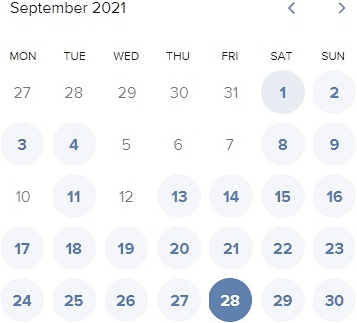 September 2021
MON TUE WED THU FRI SAT SUN
27 28 29 30 31 1 2
3 4 5 6 7 8 9
10 11 12 13 14 15 16
17 18 19 20 21 22 23
24 25 26 27 28 29 30